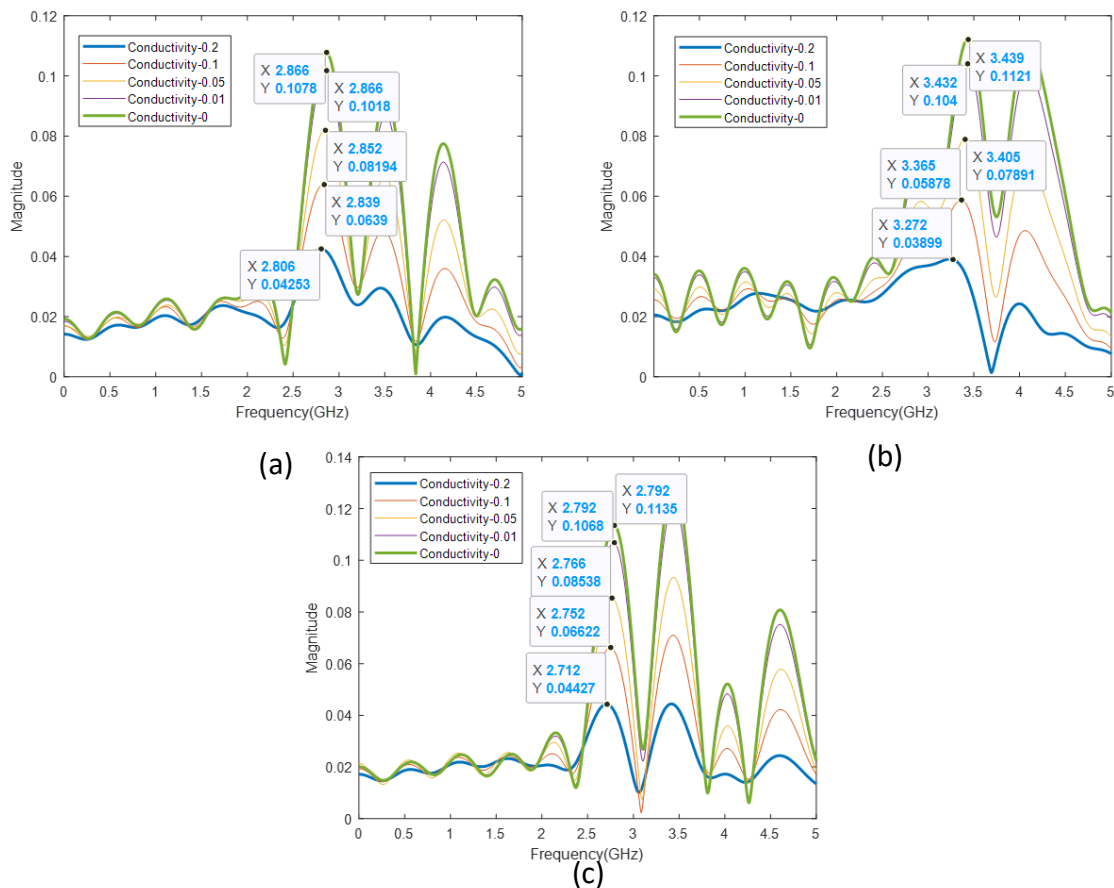 0.12
0.1
0.08
0.06
0.04
0.02
0
Magnitude
Conductivity-0.2
Conductivity-0.1
Conductivity-0.05
Conductivity-0.01
Conductivity-0
X 2.866
Y 0.1078
X 2.866
Y 0.1018
X 2.852
Y 0.08194
X 2.839
Y 0.0639
X 2.806
Y 0.04253
0 0.5 1 1.5 2 2.5 3 3.5 4 4.5 5
Frequency(GHz)
(a)
0.12
0.1
0.08
0.06
0.04
0.02
0
Magnitude
Conductivity-0.2
Conductivity-0.1
Conductivity-0.05
Conductivity-0.01
Conductivity-0
X 3.439
Y 0.1121
X 3.432
Y 0.104
X 3.405
Y 0.07891
X 3.365
Y 0.05878
X 3.272
Y 0.03899
0.5 1 1.5 2 2.5 3 3.5 4 4.5 5
Frequency(GHz)
(b)
0.14
0.12
0.1
0.08
0.06
0.04
0.02
0
Magnitude
Conductivity-0.2
Conductivity-0.1
Conductivity-0.05
Conductivity-0.01
Conductivity-0
X 2.792
Y 0.1135
X 2.792
Y 0.1068
X 2.766
Y 0.08538
X 2.752
Y 0.06622
X 2.712
Y 0.04427
0 0.5 1 1.5 2 2.5 3 3.5 4 4.5 5
Frequency(GHz)
(c)